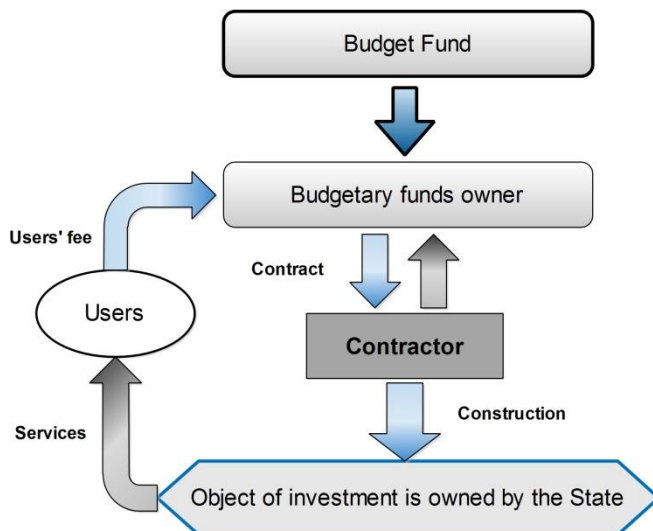 Budget Fund
Budgetary funds owner
Users' fee
Contract
Users
Contractor
Construction
Services
Object of investment is owned by the State